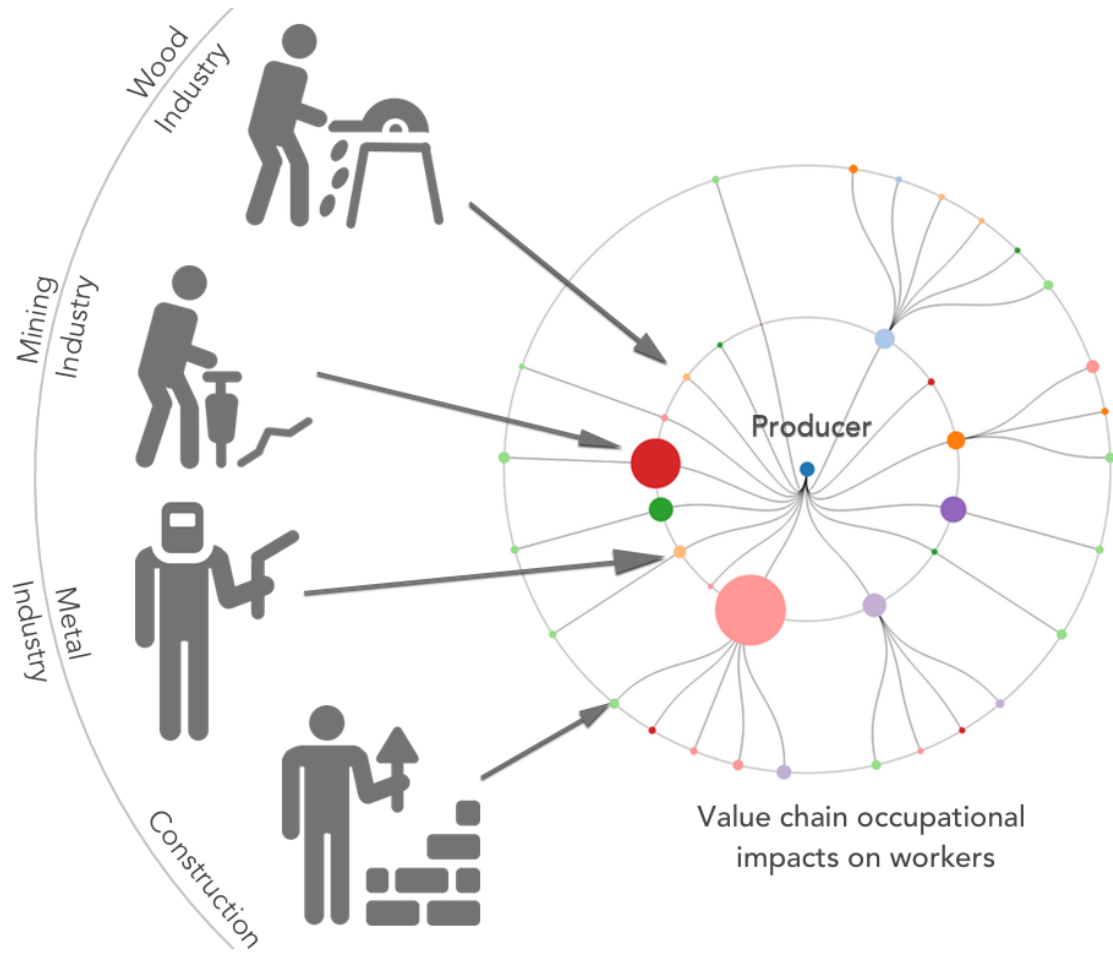 Wood
Industry
Mining
Industry
Metal
Industry
Construction
Producer
Value chain occupational
impacts on workers